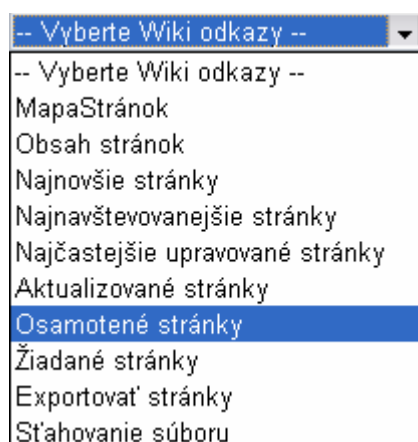 -- Vyberte Wiki odkazy --
-- Vyberte Wiki odkazy --
MapaStránok
Obsah stránok
Najnovšie stránky
Najnavštevovanejšie stránky
Najčastejšie upravované stránky
Aktualizované stránky
Osamotené stránky
Žiadané stránky
Exportovať stránky
Sťahovanie súboru